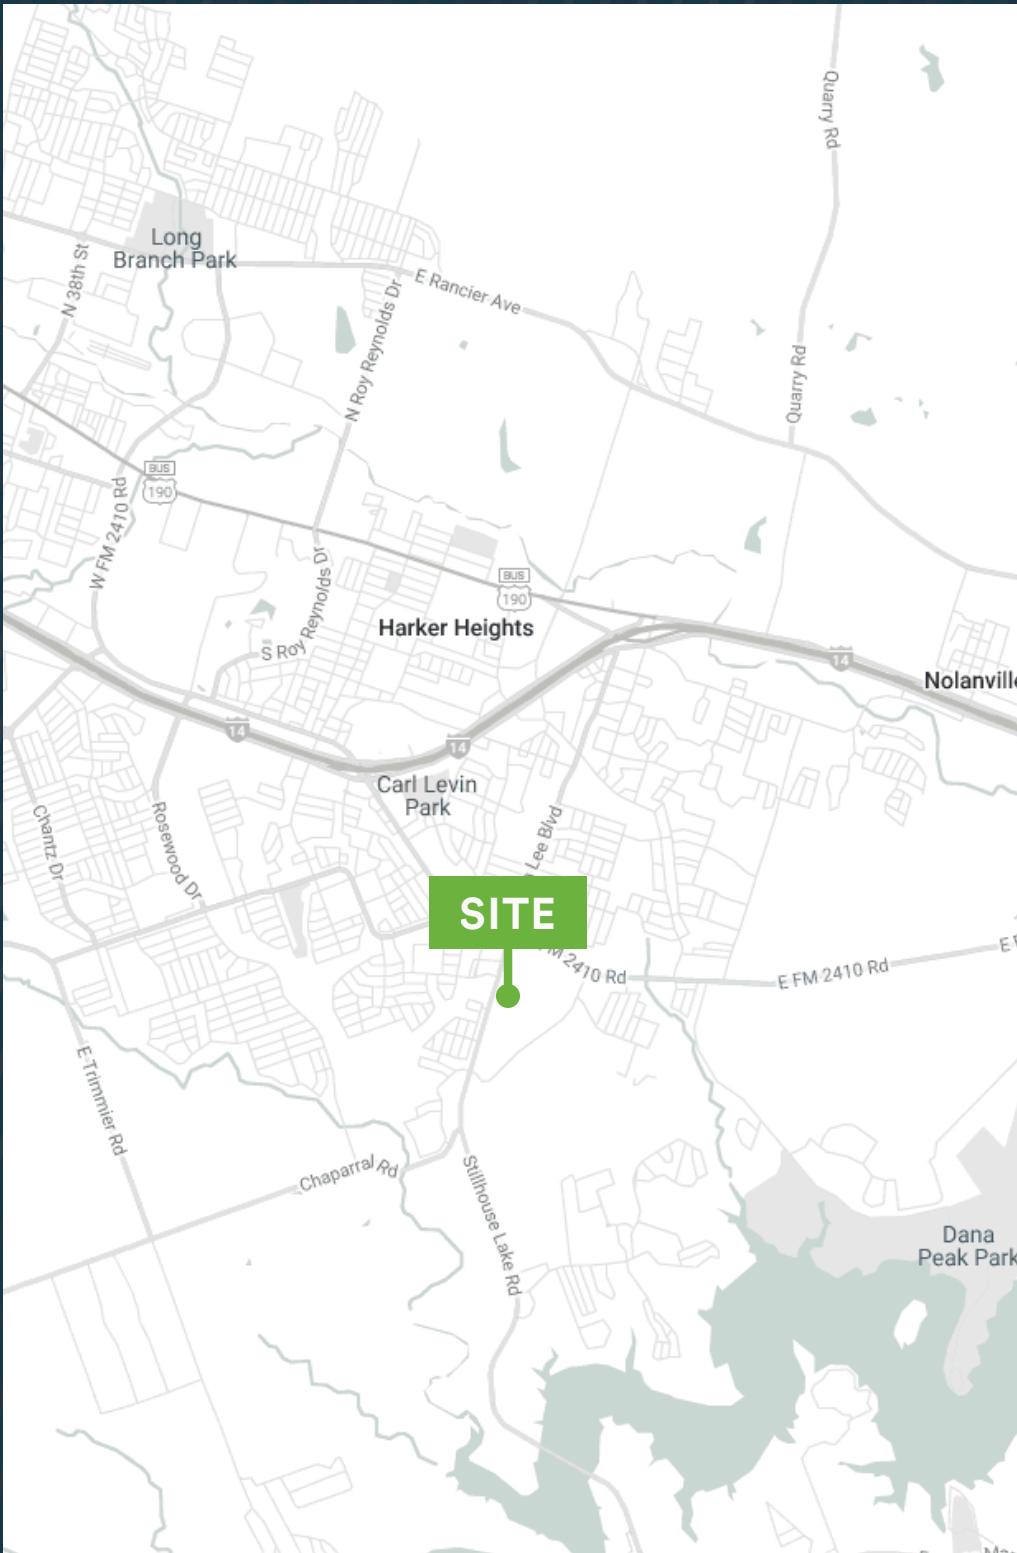 Quarry Rd
Long
Branch Park
N 38th St
E Rancier Ave
N Roy Reynolds Dr
Quarry Rd
BUS
190
W FM 2410 Rd
S Roy Reynolds Dr
BUS
190
Harker Heights
14
Nolanville
14
14
Carl Levin
Park
Chantz Dr
Rosewood Dr
Lee Blvd
SITE
FM 2410 Rd
E FM 2410 Rd
E
E Trimmier Rd
Chaparral Rd
Stillhouse Lake Rd
Dana
Peak Park